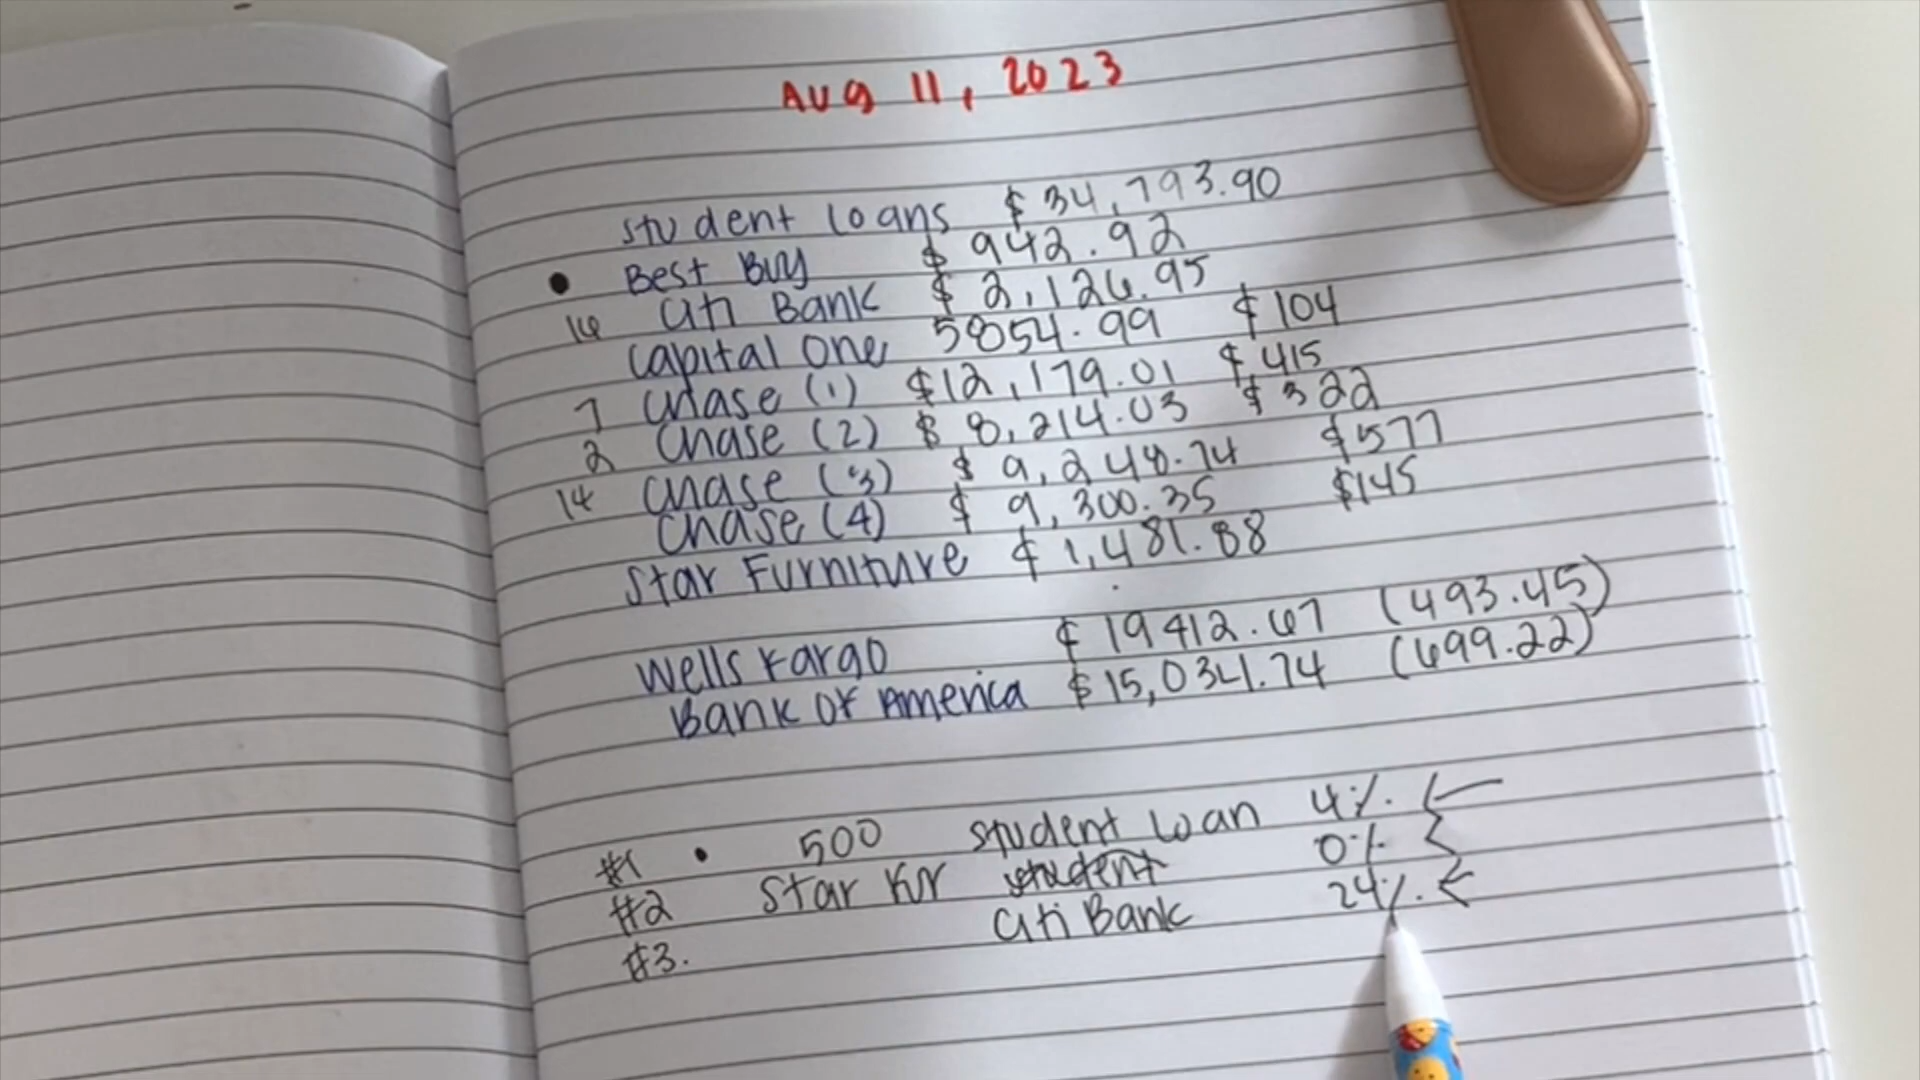 Aug 11, 2023
student loans $ 34,793.90
• Best Buy $ 942.92
16 Citi Bank $ 2,126.95
Capital One 5854.99 $104
7 Chase (1) $12,179.01 $415
2 Chase (2) $ 8,214.03 $322
14 Chase (3) $ 9,248.74 $577
Chase (4) $ 9,300.35 $145
Star Furniture $ 1,481.88
Wells Fargo $ 19412.67 (493.45)
Bank of America $15,031.74 (699.22)
#1 • 500 student loan 4%.
#2 Star Fur student 0%
#3. Citi Bank 24%.